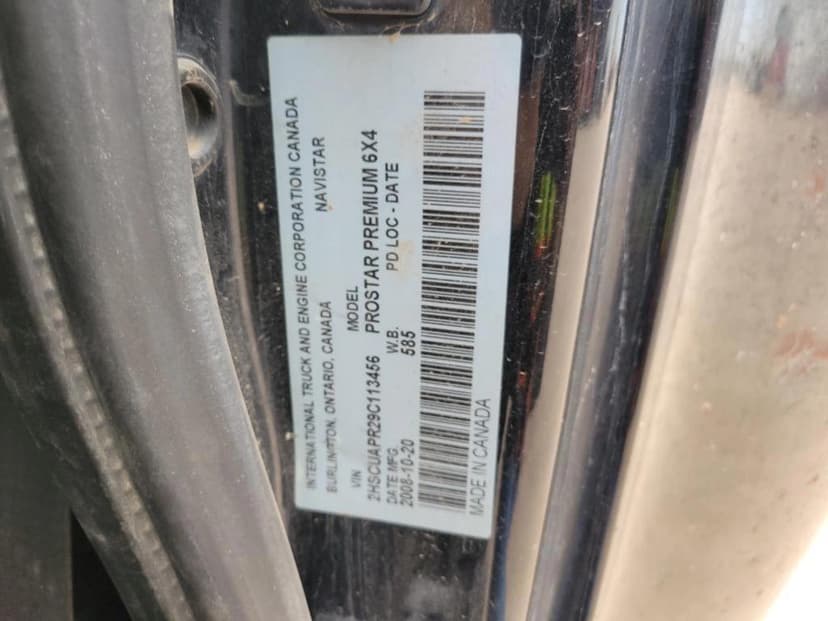 INTERNATIONAL TRUCK AND ENGINE CORPORATION CANADA
BURLINGTON, ONTARIO, CANADA NAVISTAR
VIN MODEL
2HSCUAPR29C113456 PROSTAR PREMIUM 6X4
DATE MFG. W.B. PD LOC - DATE
2008-10-20 585
MADE IN CANADA